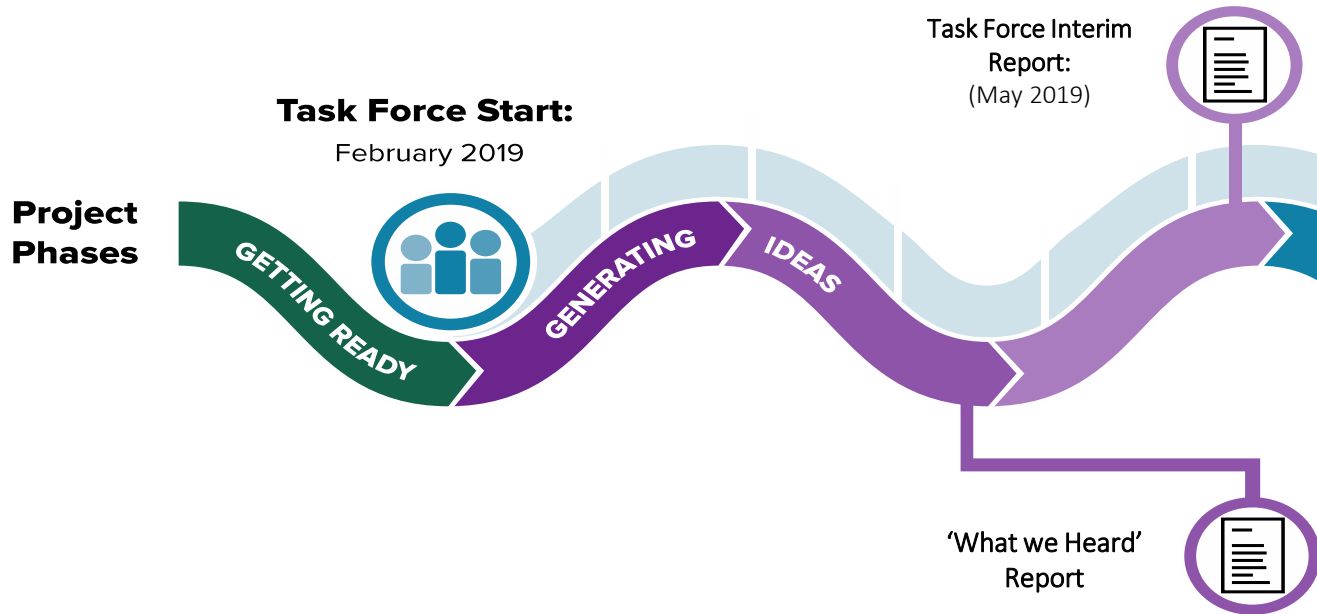 Task Force Interim
Report:
(May 2019)
Task Force Start:
February 2019
Project
Phases
GETTING READY
GENERATING
IDEAS
‘What we Heard’
Report